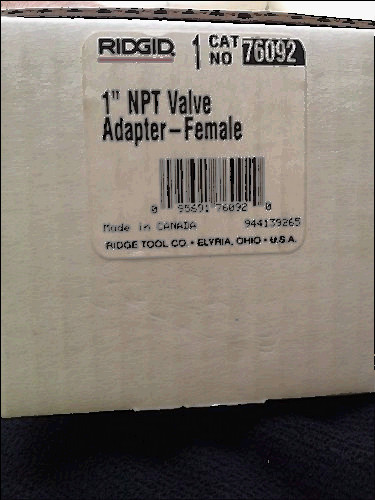 RIDGID 1 CAT NO 76092
1" NPT Valve
Adapter-Female
0 95691 76092 0
Made in CANADA 944139265
RIDGE TOOL CO. • ELYRIA, OHIO • U.S.A.